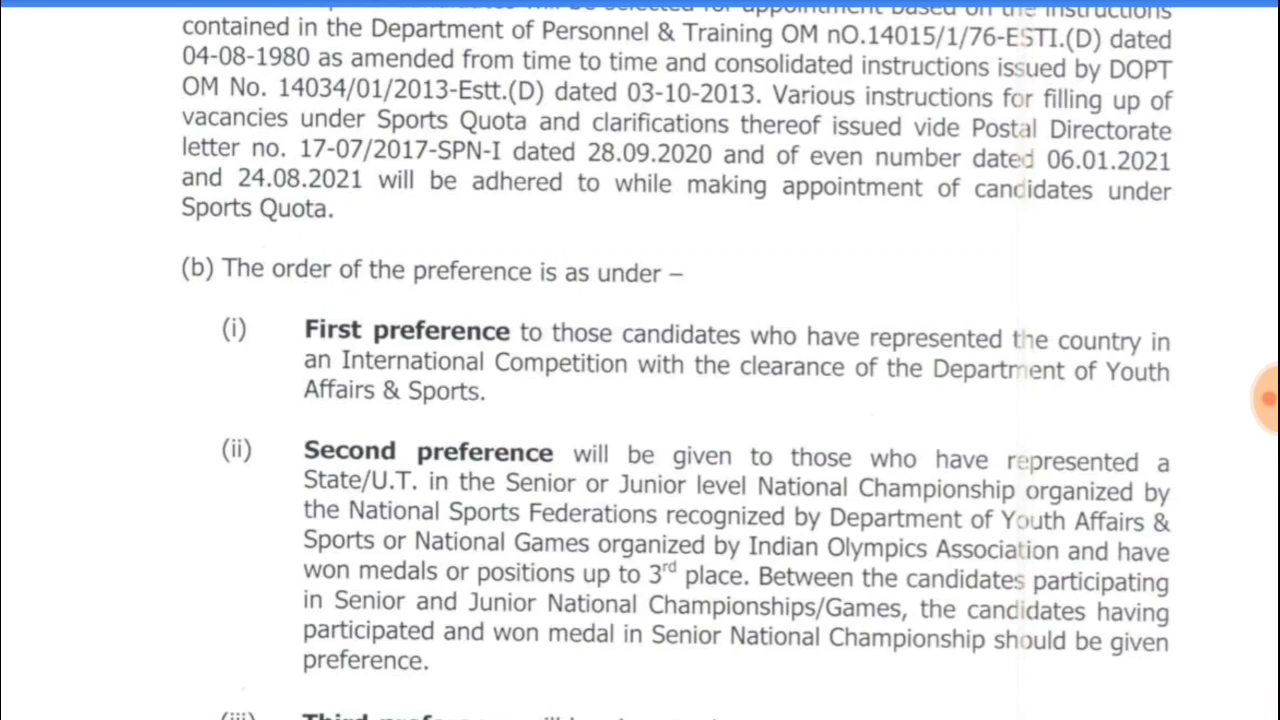 contained in the Department of Personnel & Training OM nO.14015/1/76-ESTI.(D) dated
04-08-1980 as amended from time to time and consolidated instructions issued by DOPT
OM No. 14034/01/2013-Estt.(D) dated 03-10-2013. Various instructions for filling up of
vacancies under Sports Quota and clarifications thereof issued vide Postal Directorate
letter no. 17-07/2017-SPN-I dated 28.09.2020 and of even number dated 06.01.2021
and 24.08.2021 will be adhered to while making appointment of candidates under
Sports Quota.
(b) The order of the preference is as under –
(i) First preference to those candidates who have represented the country in
an International Competition with the clearance of the Department of Youth
Affairs & Sports.
(ii) Second preference will be given to those who have represented a
State/U.T. in the Senior or Junior level National Championship organized by
the National Sports Federations recognized by Department of Youth Affairs &
Sports or National Games organized by Indian Olympics Association and have
won medals or positions up to 3rd place. Between the candidates participating
in Senior and Junior National Championships/Games, the candidates having
participated and won medal in Senior National Championship should be given
preference.